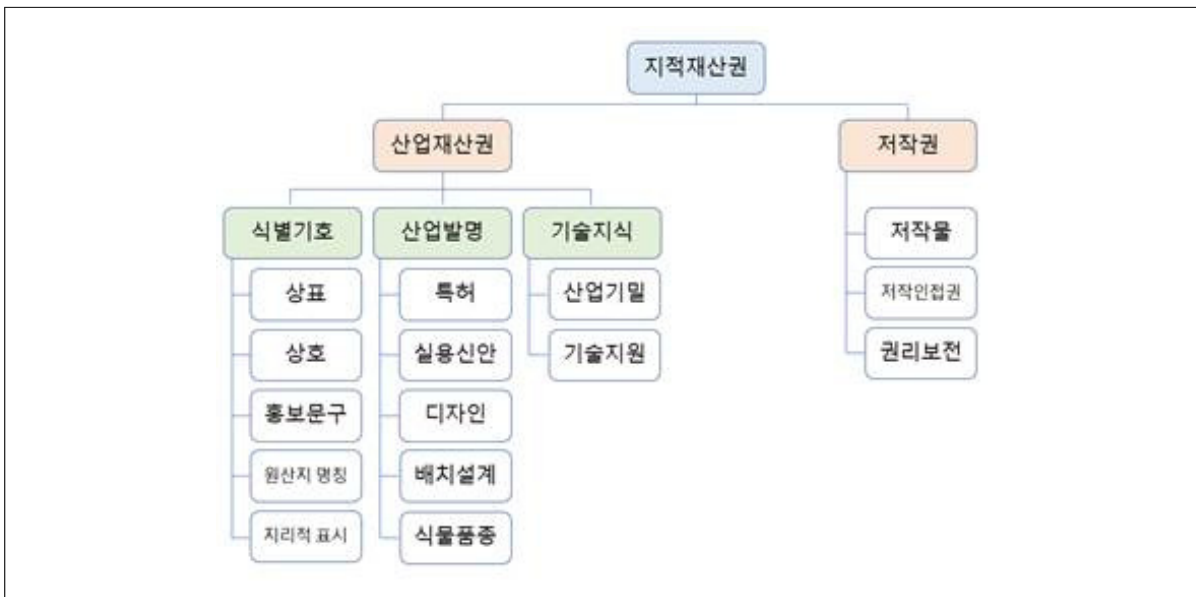 지적재산권
산업재산권
저작권
식별기호
산업발명
기술지식
저작물
상표
특허
산업기밀
저작인접권
상호
실용신안
기술지원
권리보전
홍보문구
디자인
원산지 명칭
배치설계
지리적 표시
식물품종